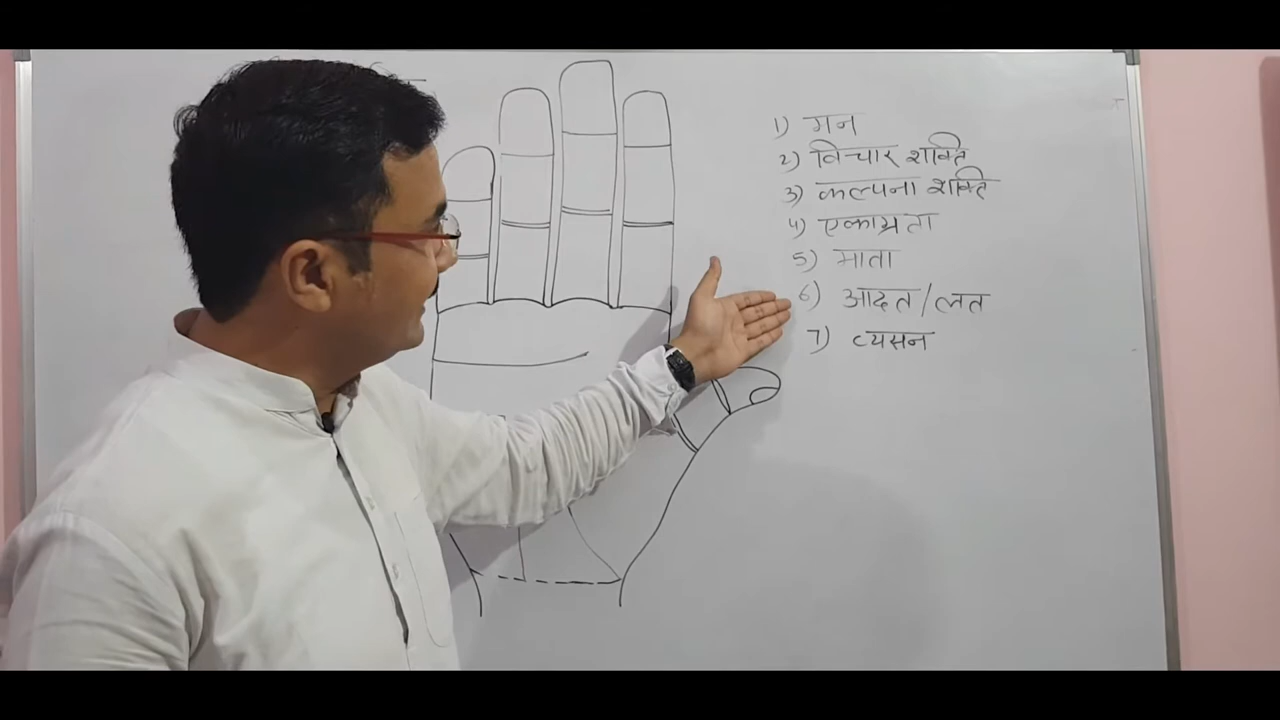 1) मन
2) विचार शक्ति
3) कल्पना शक्ति
4) एकाग्रता
5) माता
6) आदत/लत
7) व्यसन